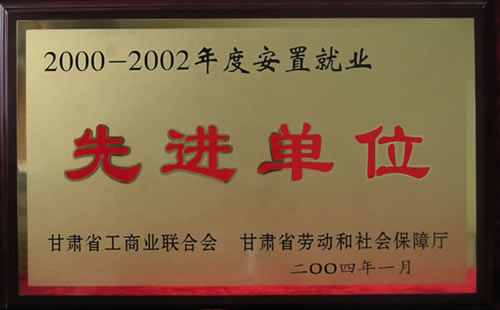 2000-2002年度安置就业
先进单位
甘肃省工商业联合会 甘肃省劳动和社会保障厅
二OO四年一月